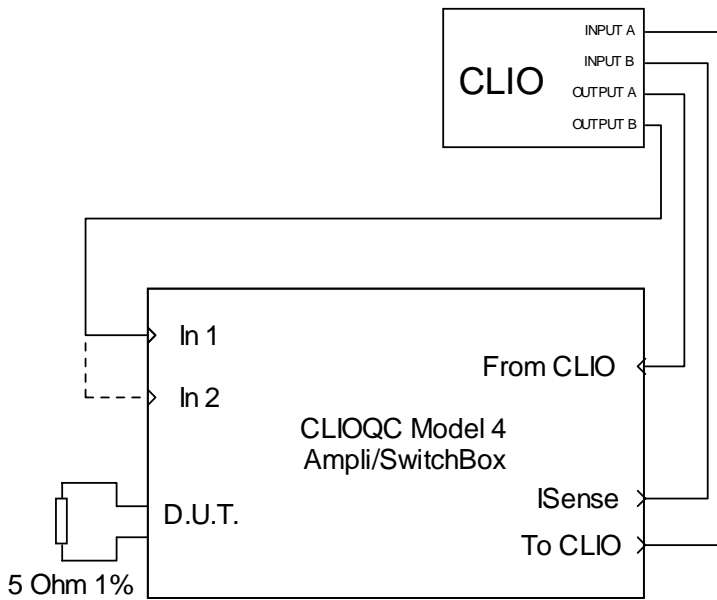 INPUT A
INPUT B
CLIO
OUTPUT A
OUTPUT B
In 1
From CLIO
In 2
CLIOQC Model 4
Ampli/SwitchBox
ISense
D.U.T.
To CLIO
5 Ohm 1%